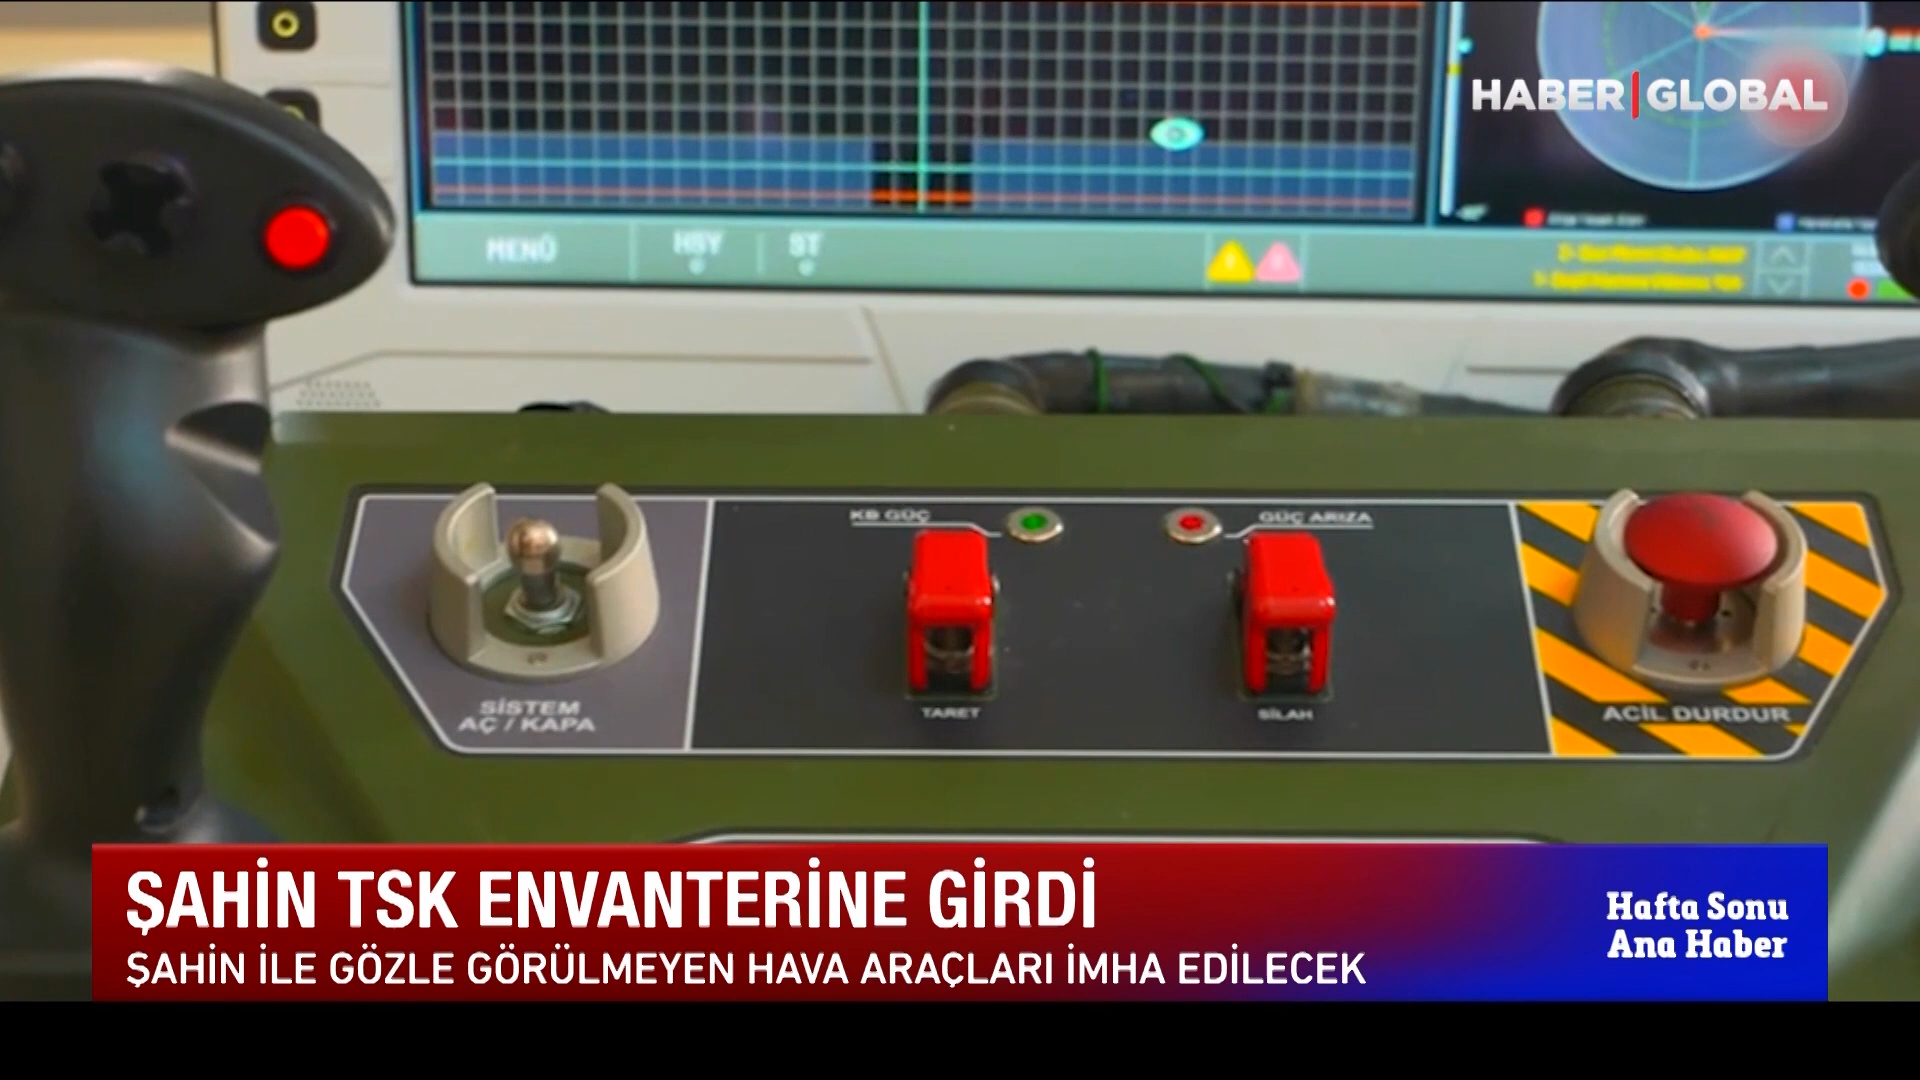 HABER GLOBAL
MENÜ
HSY
ST
KB GÜÇ
GÜÇ ARIZA
SİSTEM
AÇ / KAPA
TARET
SİLAH
ACİL DURDUR
ŞAHİN TSK ENVANTERİNE GİRDİ
ŞAHİN İLE GÖZLE GÖRÜLMEYEN HAVA ARAÇLARI İMHA EDİLECEK
Hafta Sonu
Ana Haber